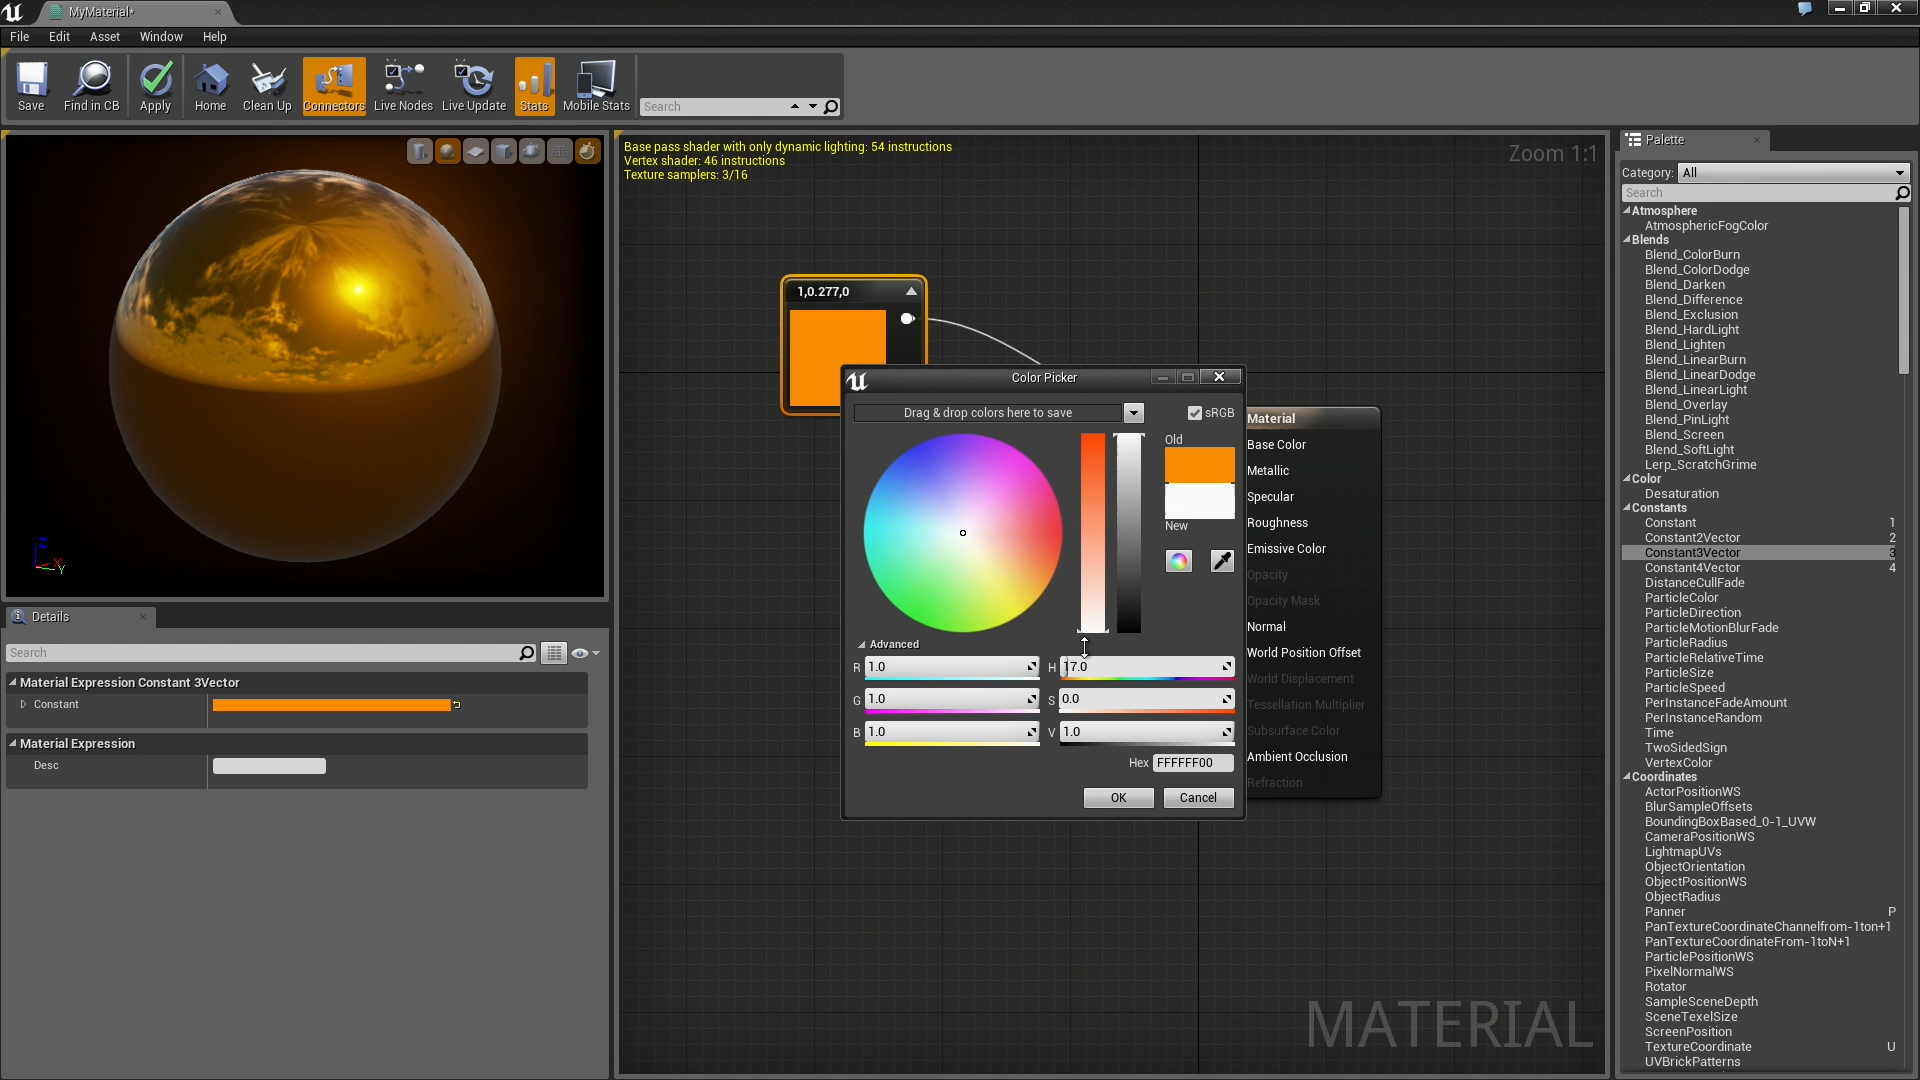 MyMaterial*
File Edit Asset Window Help
Save Find in CB Apply Home Clean Up Connectors Live Nodes Live Update Stats Mobile Stats Search
Base pass shader with only dynamic lighting: 54 instructions
Vertex shader: 46 instructions
Texture samplers: 3/16
Zoom 1:1
1,0.277,0
Color Picker
Drag & drop colors here to save
sRGB
Old
New
Advanced
R 1.0 H 17.0
G 1.0 S 0.0
B 1.0 V 1.0
Hex FFFFFF00
OK Cancel
Material
Base Color
Metallic
Specular
Roughness
Emissive Color
Opacity
Opacity Mask
Normal
World Position Offset
World Displacement
Tessellation Multiplier
Subsurface Color
Ambient Occlusion
Refraction
MATERIAL
Z
X
Y
Details
Search
Material Expression Constant 3Vector
Constant
Material Expression
Desc
Palette
Category: All
Search
Atmosphere
AtmosphericFogColor
Blends
Blend_ColorBurn
Blend_ColorDodge
Blend_Darken
Blend_Difference
Blend_Exclusion
Blend_HardLight
Blend_Lighten
Blend_LinearBurn
Blend_LinearDodge
Blend_LinearLight
Blend_Overlay
Blend_PinLight
Blend_Screen
Blend_SoftLight
Lerp_ScratchGrime
Color
Desaturation
Constants
Constant 1
Constant2Vector 2
Constant3Vector 3
Constant4Vector 4
DistanceCullFade
ParticleColor
ParticleDirection
ParticleMotionBlurFade
ParticleRadius
ParticleRelativeTime
ParticleSize
ParticleSpeed
PerInstanceFadeAmount
PerInstanceRandom
Time
TwoSidedSign
VertexColor
Coordinates
ActorPositionWS
BlurSampleOffsets
BoundingBoxBased_0-1_UVW
CameraPositionWS
LightmapUVs
ObjectOrientation
ObjectPositionWS
ObjectRadius
Panner P
PanTextureCoordinateChannelfrom-1ton+1
PanTextureCoordinateFrom-1toN+1
ParticlePositionWS
PixelNormalWS
Rotator
SampleSceneDepth
SceneTexelSize
ScreenPosition
TextureCoordinate U
UVBrickPatterns